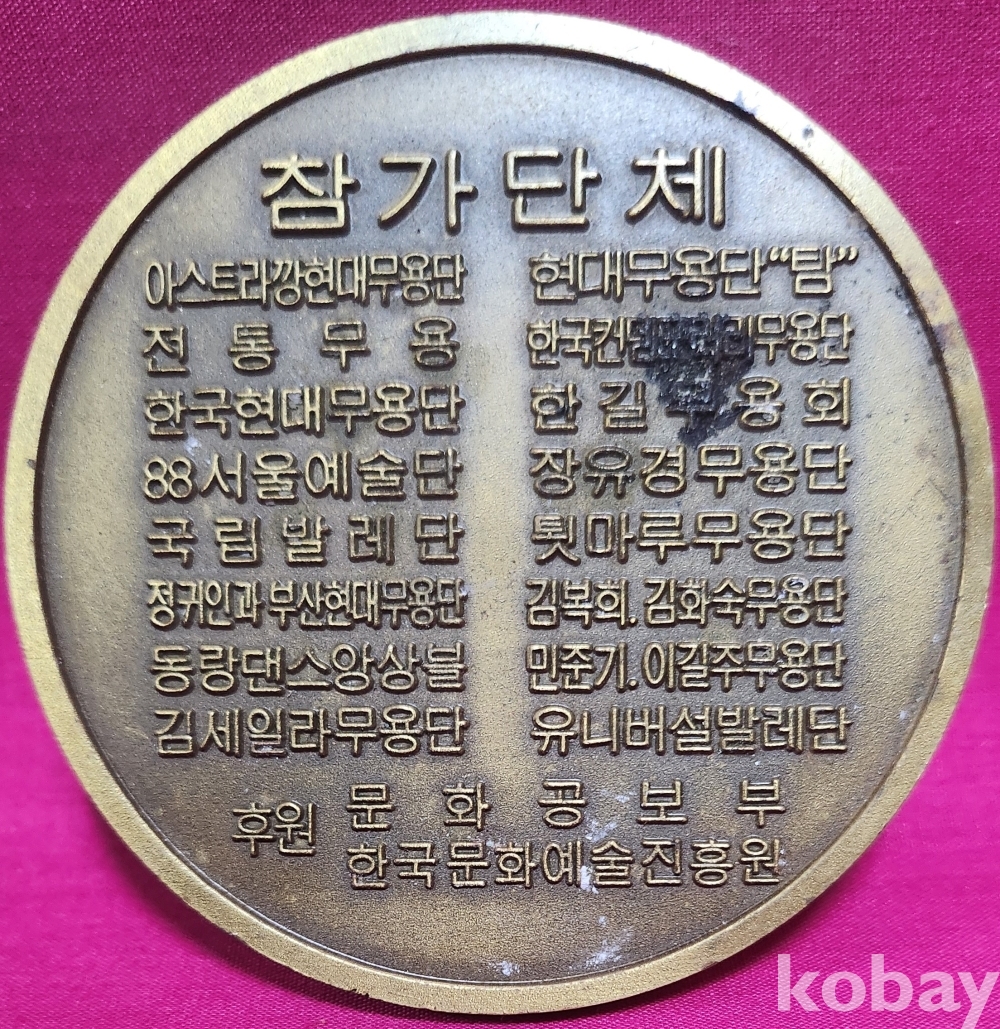 참가단체
아스트라깡현대무용단
전통무용
한국현대무용단
88서울예술단
국립발레단
정귀인과 부산현대무용단
동랑댄스앙상블
김세일라무용단
현대무용단“탐”
한길무용회
장유경무용단
툇마루무용단
김복희.김화숙무용단
민준기.이길주무용단
유니버설발레단
후원 문화공보부
한국문화예술진흥원
kobay